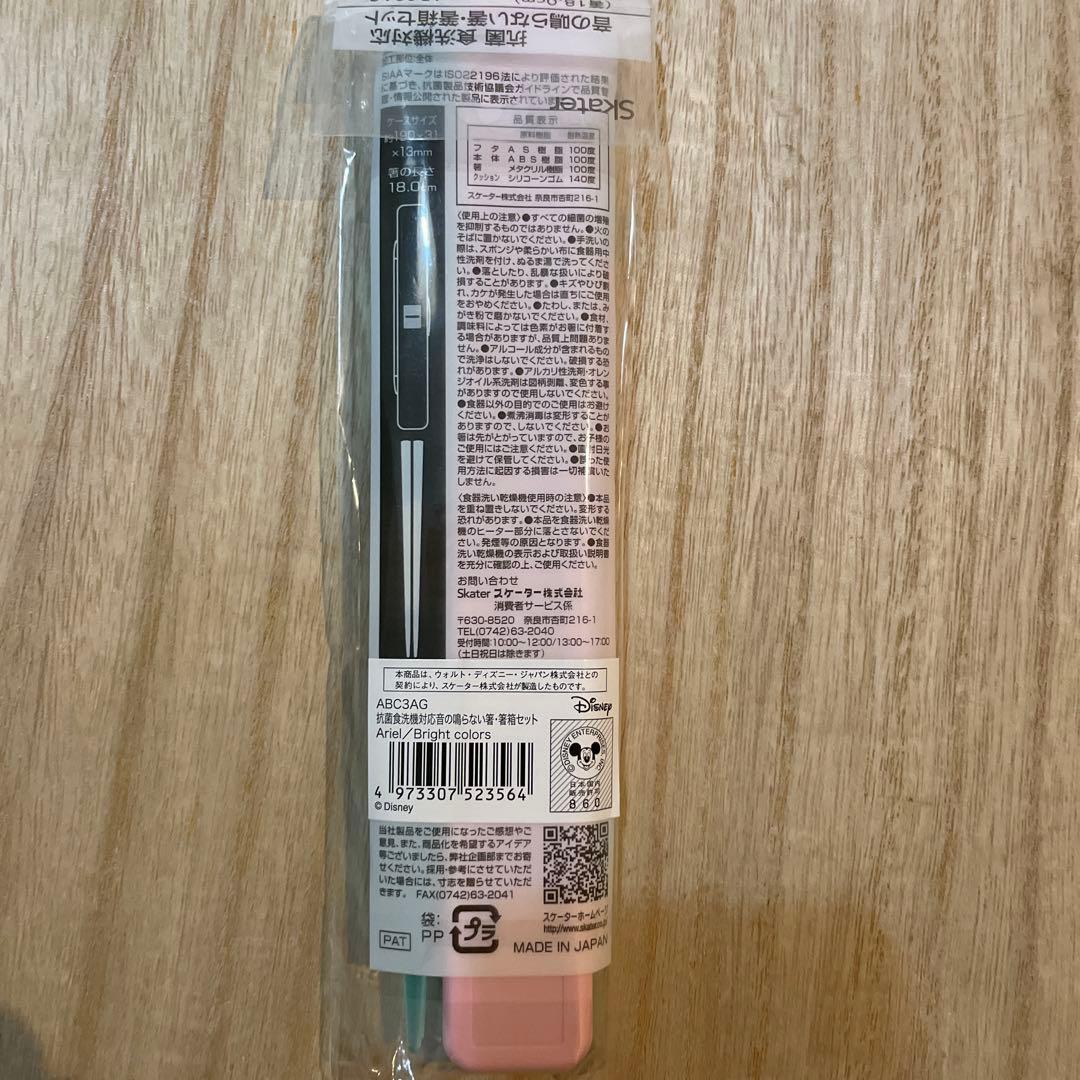 抗菌 食洗機対応
音の鳴らない箸・箸箱セット
加工部位:全体
SIAAマークはISO22196法により評価された結果
に基づき、抗菌製品技術協議会ガイドラインで品質管
理・情報公開された製品に表示されています。
Skater
ケースサイズ
約190×31
×13mm
箸の長さ
18.0cm
品質表示
原料樹脂 耐熱温度
フタ AS樹脂 100度
本体 ABS樹脂 100度
箸 メタクリル樹脂 100度
クッション シリコーンゴム 140度
スケーター株式会社 奈良市杏町216-1
〈使用上の注意〉●すべての細菌の増殖
を抑制するものではありません。●火の
そばに置かないでください。●手洗いの
際は、スポンジや柔らかい布に食器用中
性洗剤を付け、ぬるま湯で洗ってくださ
い。●落としたり、乱暴な扱いにより破
損することがあります。●キズやひび割
れ、カケが発生した場合は直ちにご使用
をおやめください。●たわし、または、み
がき粉で磨かないでください。●食材、
調味料によっては色素がお箸に付着す
る場合がありますが、品質上問題ありま
せん。●アルコール成分が含まれるもの
で洗浄はしないでください。破損する恐
れがあります。●アルカリ性洗剤・オレン
ジオイル系洗剤は図柄剥離、変色する事
がありますので使用しないでください。
●食器以外の目的でのご使用はお避け
ください。●煮沸消毒は変形することが
ありますので、しないでください。●お
箸は先がとがっていますので、お子様の
ご使用にはご注意ください。●直射日光
を避けて保管してください。●誤った使
用方法に起因する損害は一切補償いた
しません。
〈食器洗い乾燥機使用時の注意〉●本品
を重ね置きしないでください。変形する
恐れがあります。●本品を食器洗い乾燥
機のヒーター部分に落とさないでくださ
い。発煙等の原因となります。●食器
洗い乾燥機の表示および取扱い説明書
を充分に確認の上、ご使用ください。
お問い合わせ
Skater スケーター株式会社
消費者サービス係
〒630-8520 奈良市杏町216-1
TEL(0742)63-2040
受付時間:10:00~12:00/13:00~17:00
(土日祝日は除きます)
本商品は、ウォルト・ディズニー・ジャパン株式会社との
契約により、スケーター株式会社が製造したものです。
ABC3AG
Disney
抗菌食洗機対応音の鳴らない箸・箸箱セット
Ariel/Bright colors
4 973307 523564
© Disney
©DISNEY ENTERPRISES, INC.
日本国内
販売許可
860
当社製品をご使用になったご感想やご
意見、また、商品化を希望するアイデア
等ございましたら、弊社企画部までお寄
せください。採用・参考にさせていただ
いた場合には、寸志を贈らせていただ
きます。 FAX(0742)63-2041
スケーターホームページ
http://www.skater.co.jp
袋:
PP
プラ
PAT
MADE IN JAPAN